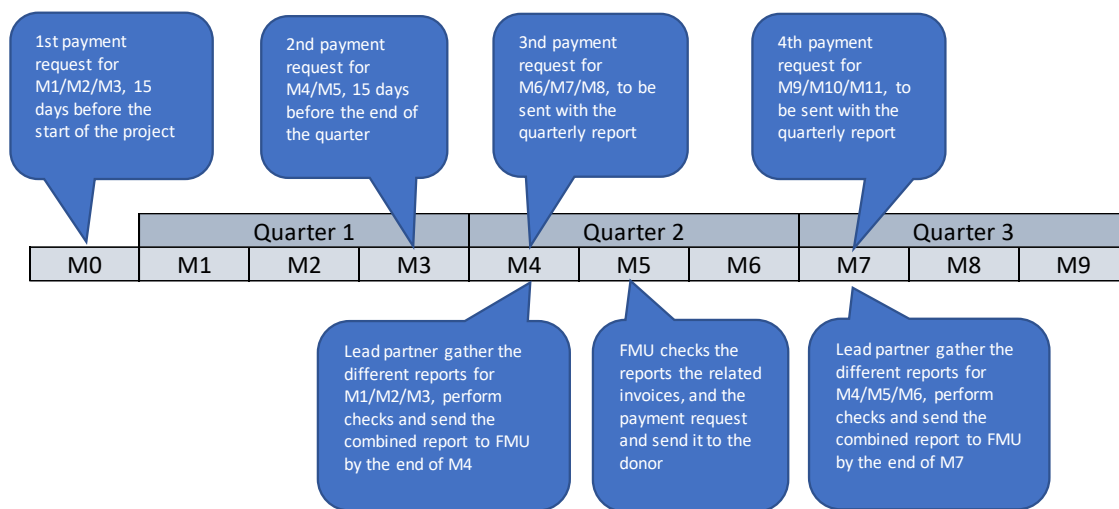 1st payment
request for
M1/M2/M3, 15
days before the
start of the project
2nd payment
request for
M4/M5, 15 days
before the end of
the quarter
3nd payment
request for
M6/M7/M8, to be
sent with the
quarterly report
4th payment
request for
M9/M10/M11, to
be sent with the
quarterly report
Quarter 1 Quarter 2 Quarter 3
M0 M1 M2 M3 M4 M5 M6 M7 M8 M9
Lead partner gather the
different reports for
M1/M2/M3, perform
checks and send the
combined report to FMU
by the end of M4
FMU checks the
reports the related
invoices, and the
payment request
and send it to the
donor
Lead partner gather the
different reports for
M4/M5/M6, perform
checks and send the
combined report to FMU
by the end of M7